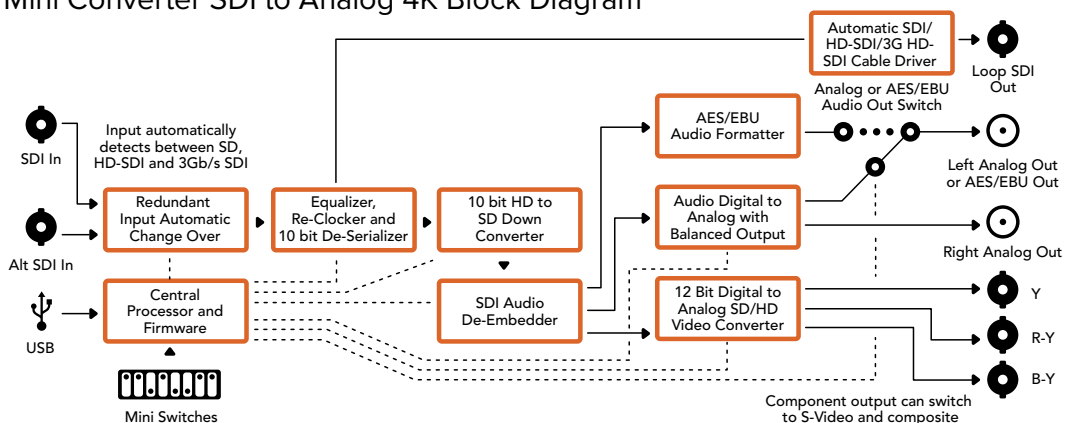 Mini Converter SDI to Analog 4K Block Diagram
Automatic SDI/
HD-SDI/3G HD-
SDI Cable Driver
Loop SDI
Out
Analog or AES/EBU
Audio Out Switch
SDI In
Input automatically
detects between SD,
HD-SDI and 3Gb/s SDI
AES/EBU
Audio Formatter
Left Analog Out
or AES/EBU Out
Redundant
Input Automatic
Change Over
Equalizer,
Re-Clocker and
10 bit De-Serializer
10 bit HD to
SD Down
Converter
Audio Digital to
Analog with
Balanced Output
Right Analog Out
Alt SDI In
Central
Processor and
Firmware
SDI Audio
De-Embedder
12 Bit Digital to
Analog SD/HD
Video Converter
Y
R-Y
B-Y
USB
Mini Switches
Component output can switch
to S-Video and composite